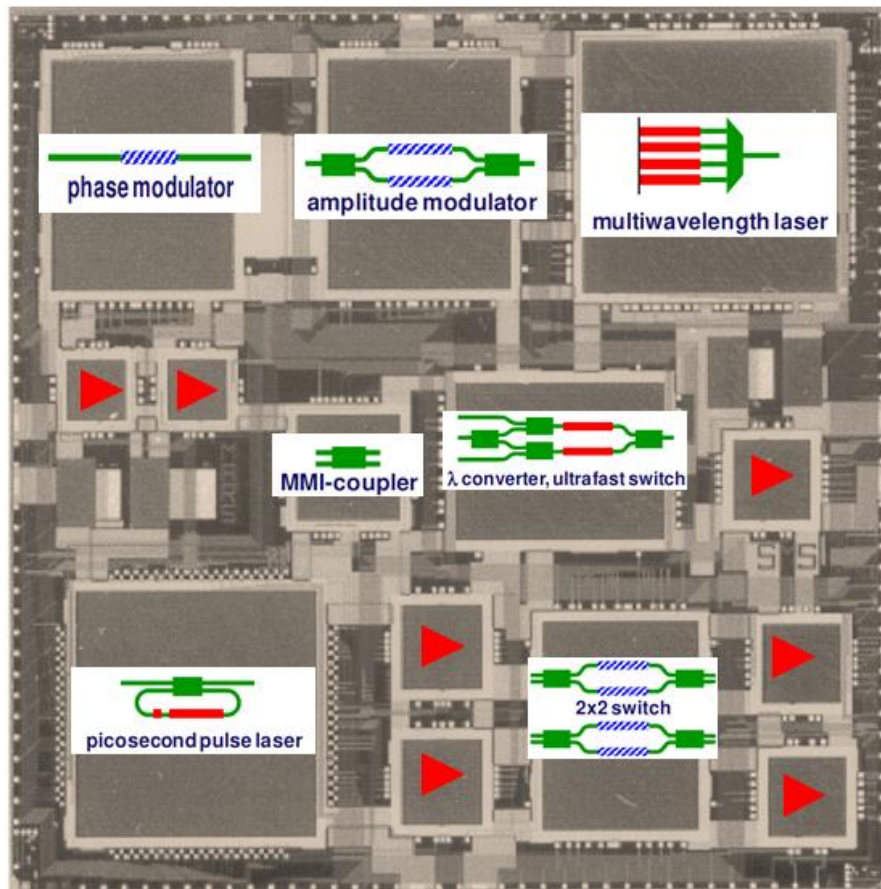 phase modulator
amplitude modulator
multiwavelength laser
MMI-coupler
λ converter, ultrafast switch
picosecond pulse laser
2x2 switch